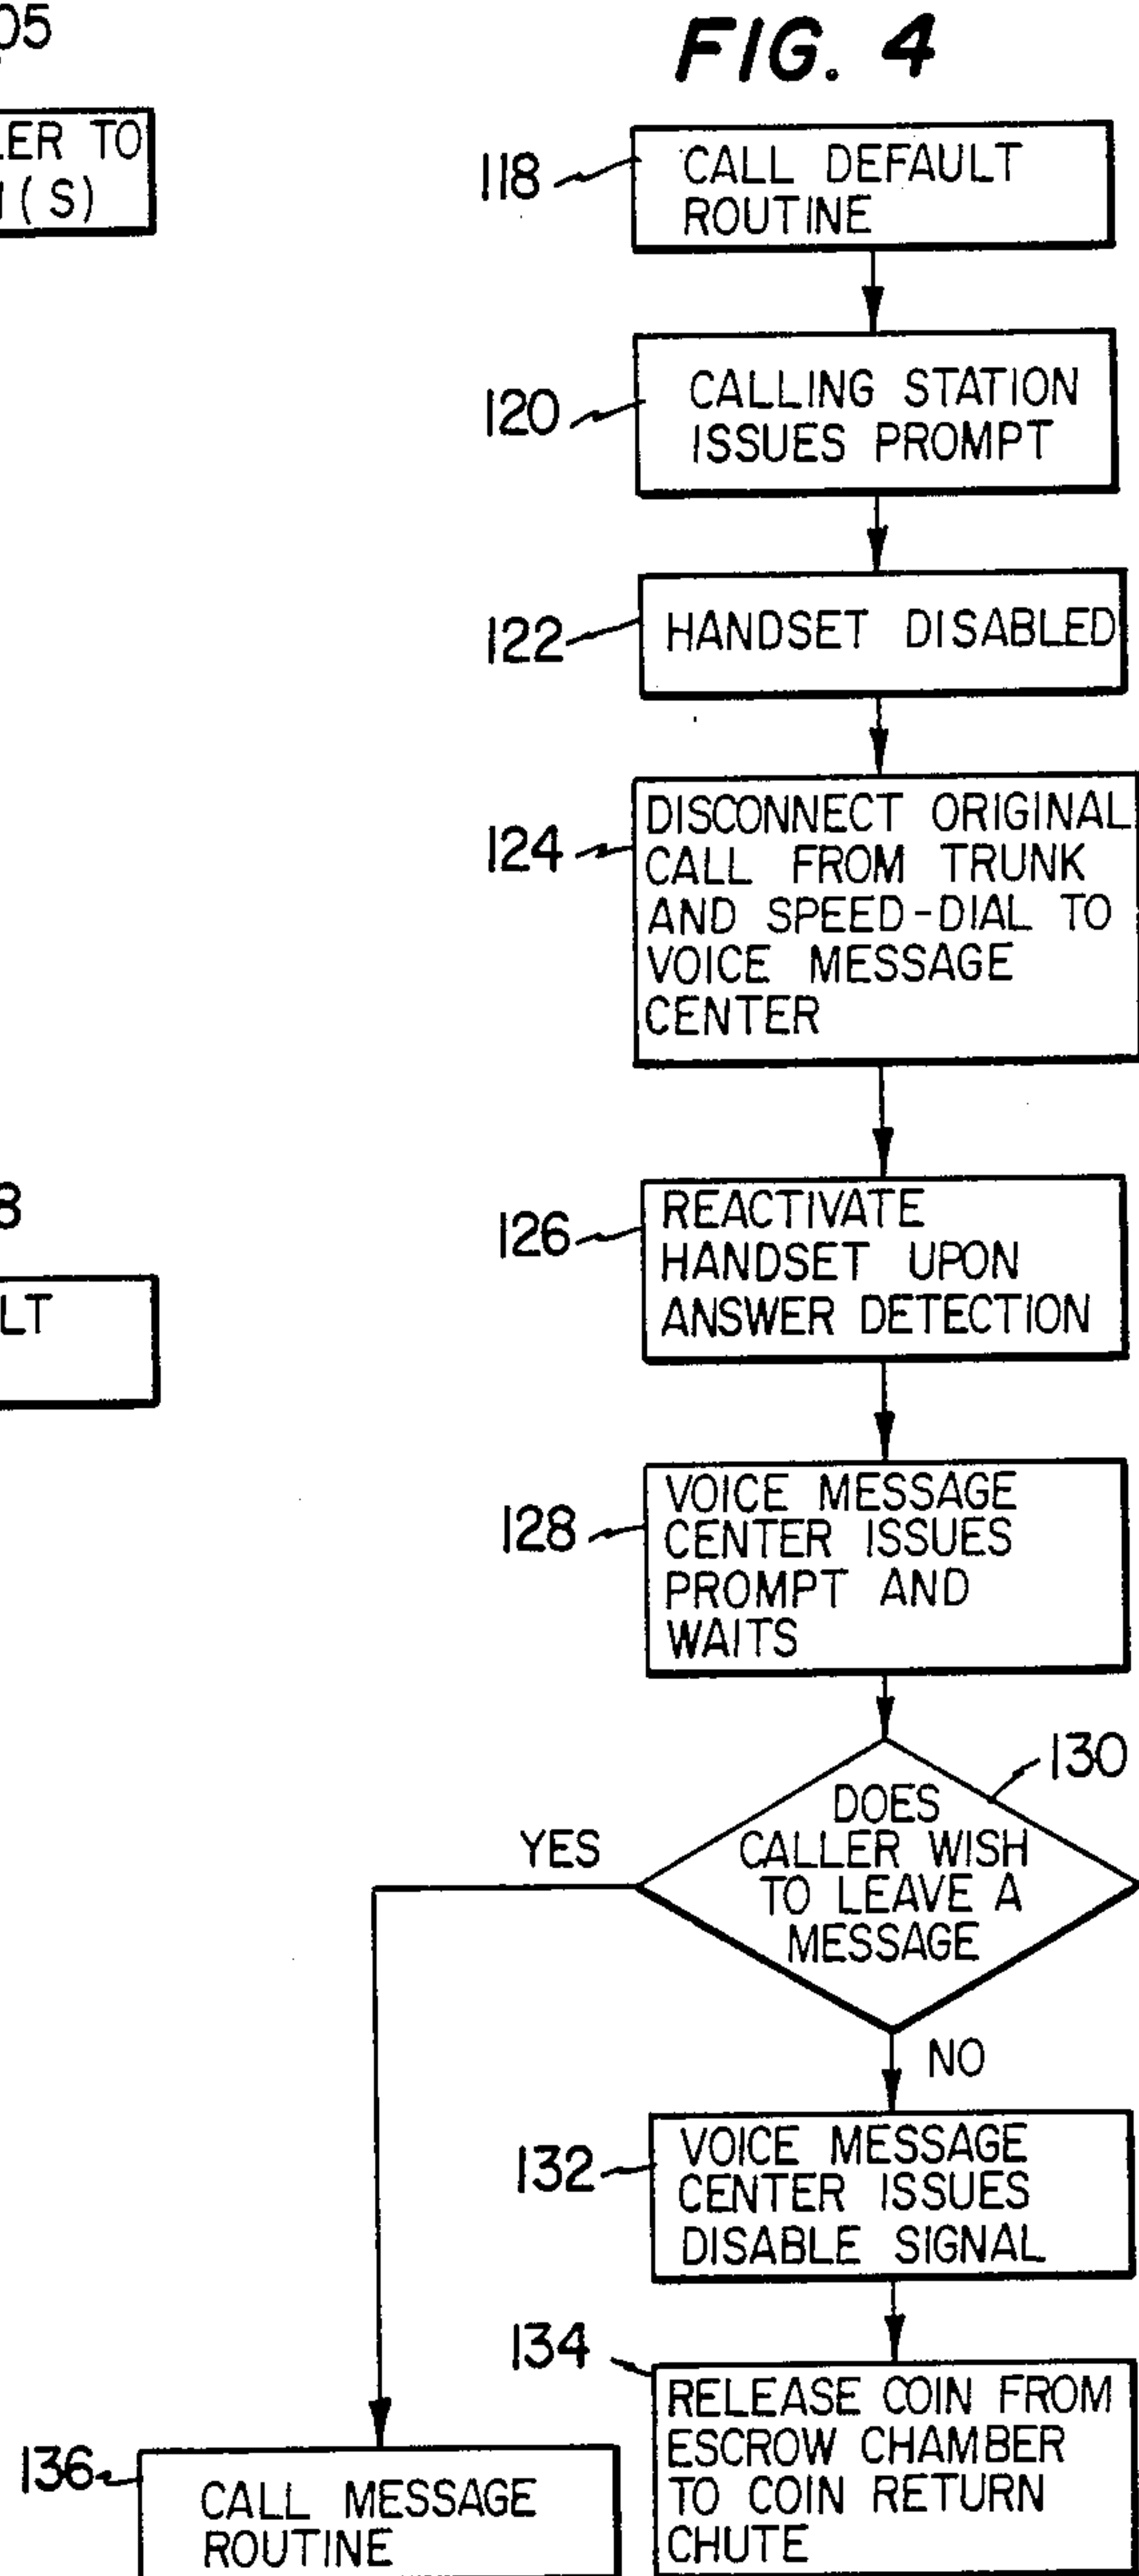 05
LER TO
(S)
FIG. 4
118
CALL DEFAULT
ROUTINE
120
CALLING STATION
ISSUES PROMPT
122
HANDSET DISABLED
124
DISCONNECT ORIGINAL
CALL FROM TRUNK
AND SPEED-DIAL TO
VOICE MESSAGE
CENTER
8
LT
126
REACTIVATE
HANDSET UPON
ANSWER DETECTION
128
VOICE MESSAGE
CENTER ISSUES
PROMPT AND
WAITS
130
DOES
CALLER WISH
TO LEAVE A
MESSAGE
YES
NO
132
VOICE MESSAGE
CENTER ISSUES
DISABLE SIGNAL
134
RELEASE COIN FROM
ESCROW CHAMBER
TO COIN RETURN
CHUTE
136
CALL MESSAGE
ROUTINE